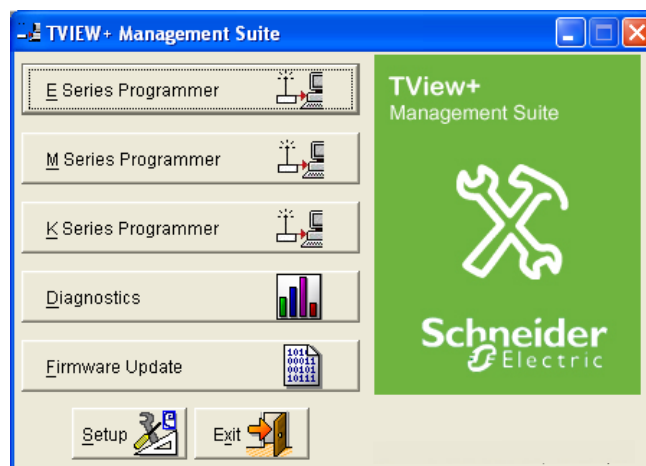 TVIEW+ Management Suite
E Series Programmer
M Series Programmer
K Series Programmer
Diagnostics
Firmware Update
Setup
Exit
TView+
Management Suite
Schneider
Electric